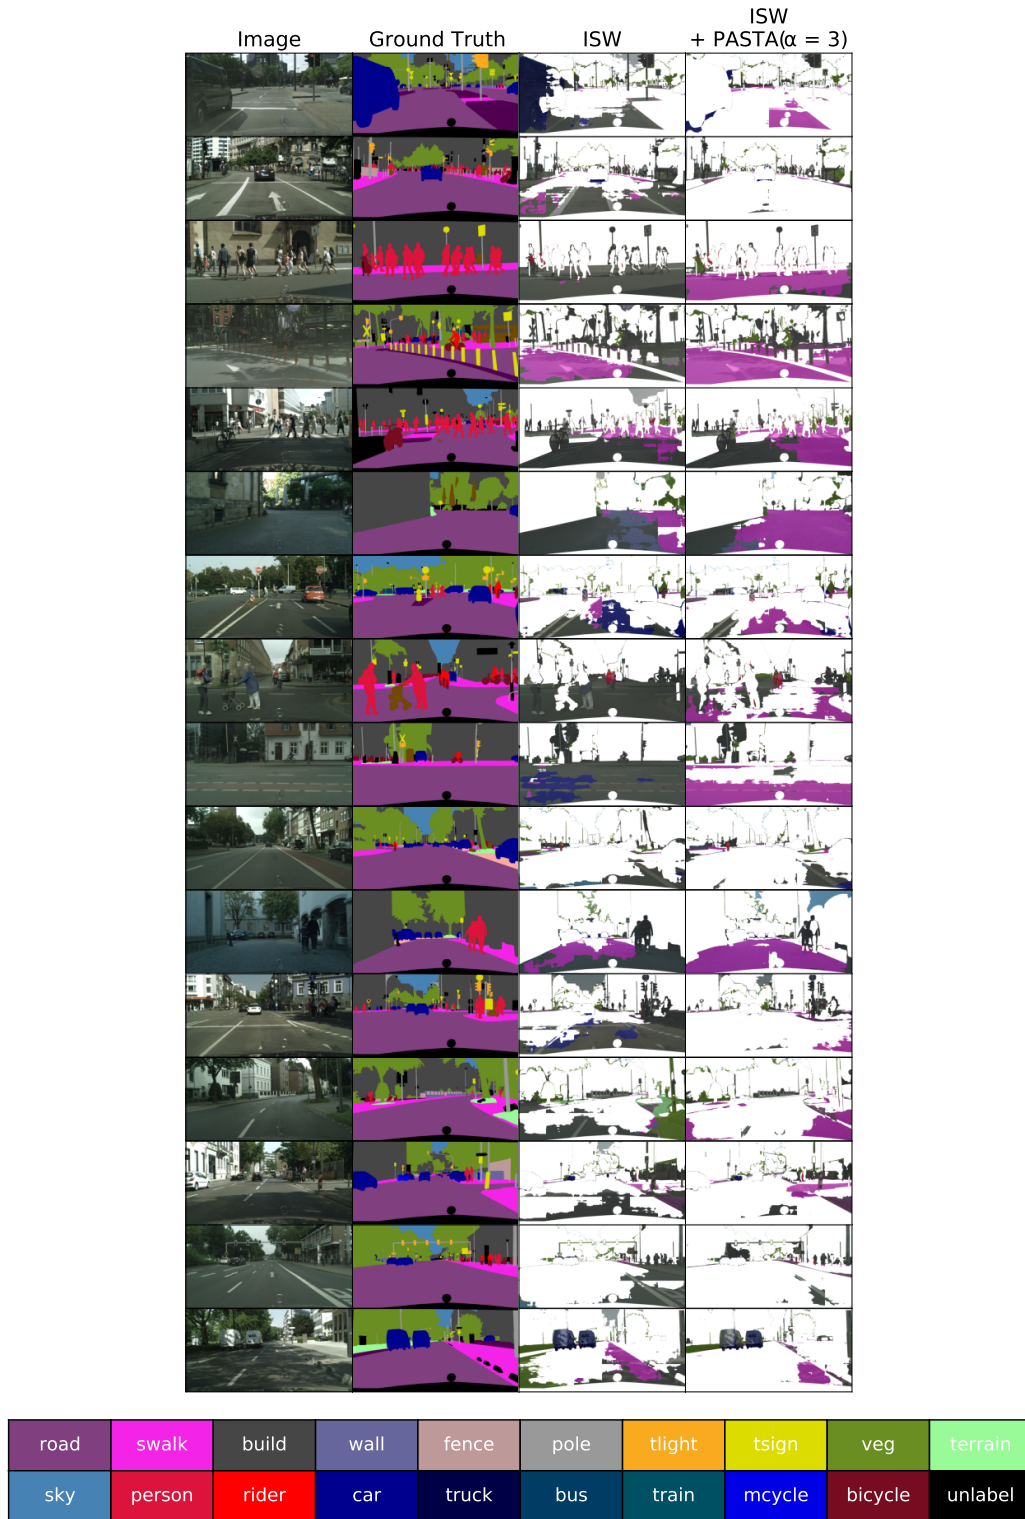 Image
Ground Truth
ISW
ISW
+ PASTA(α = 3)
road
swalk
build
wall
fence
pole
tlight
tsign
veg
terrain
sky
person
rider
car
truck
bus
train
mcycle
bicycle
unlabel